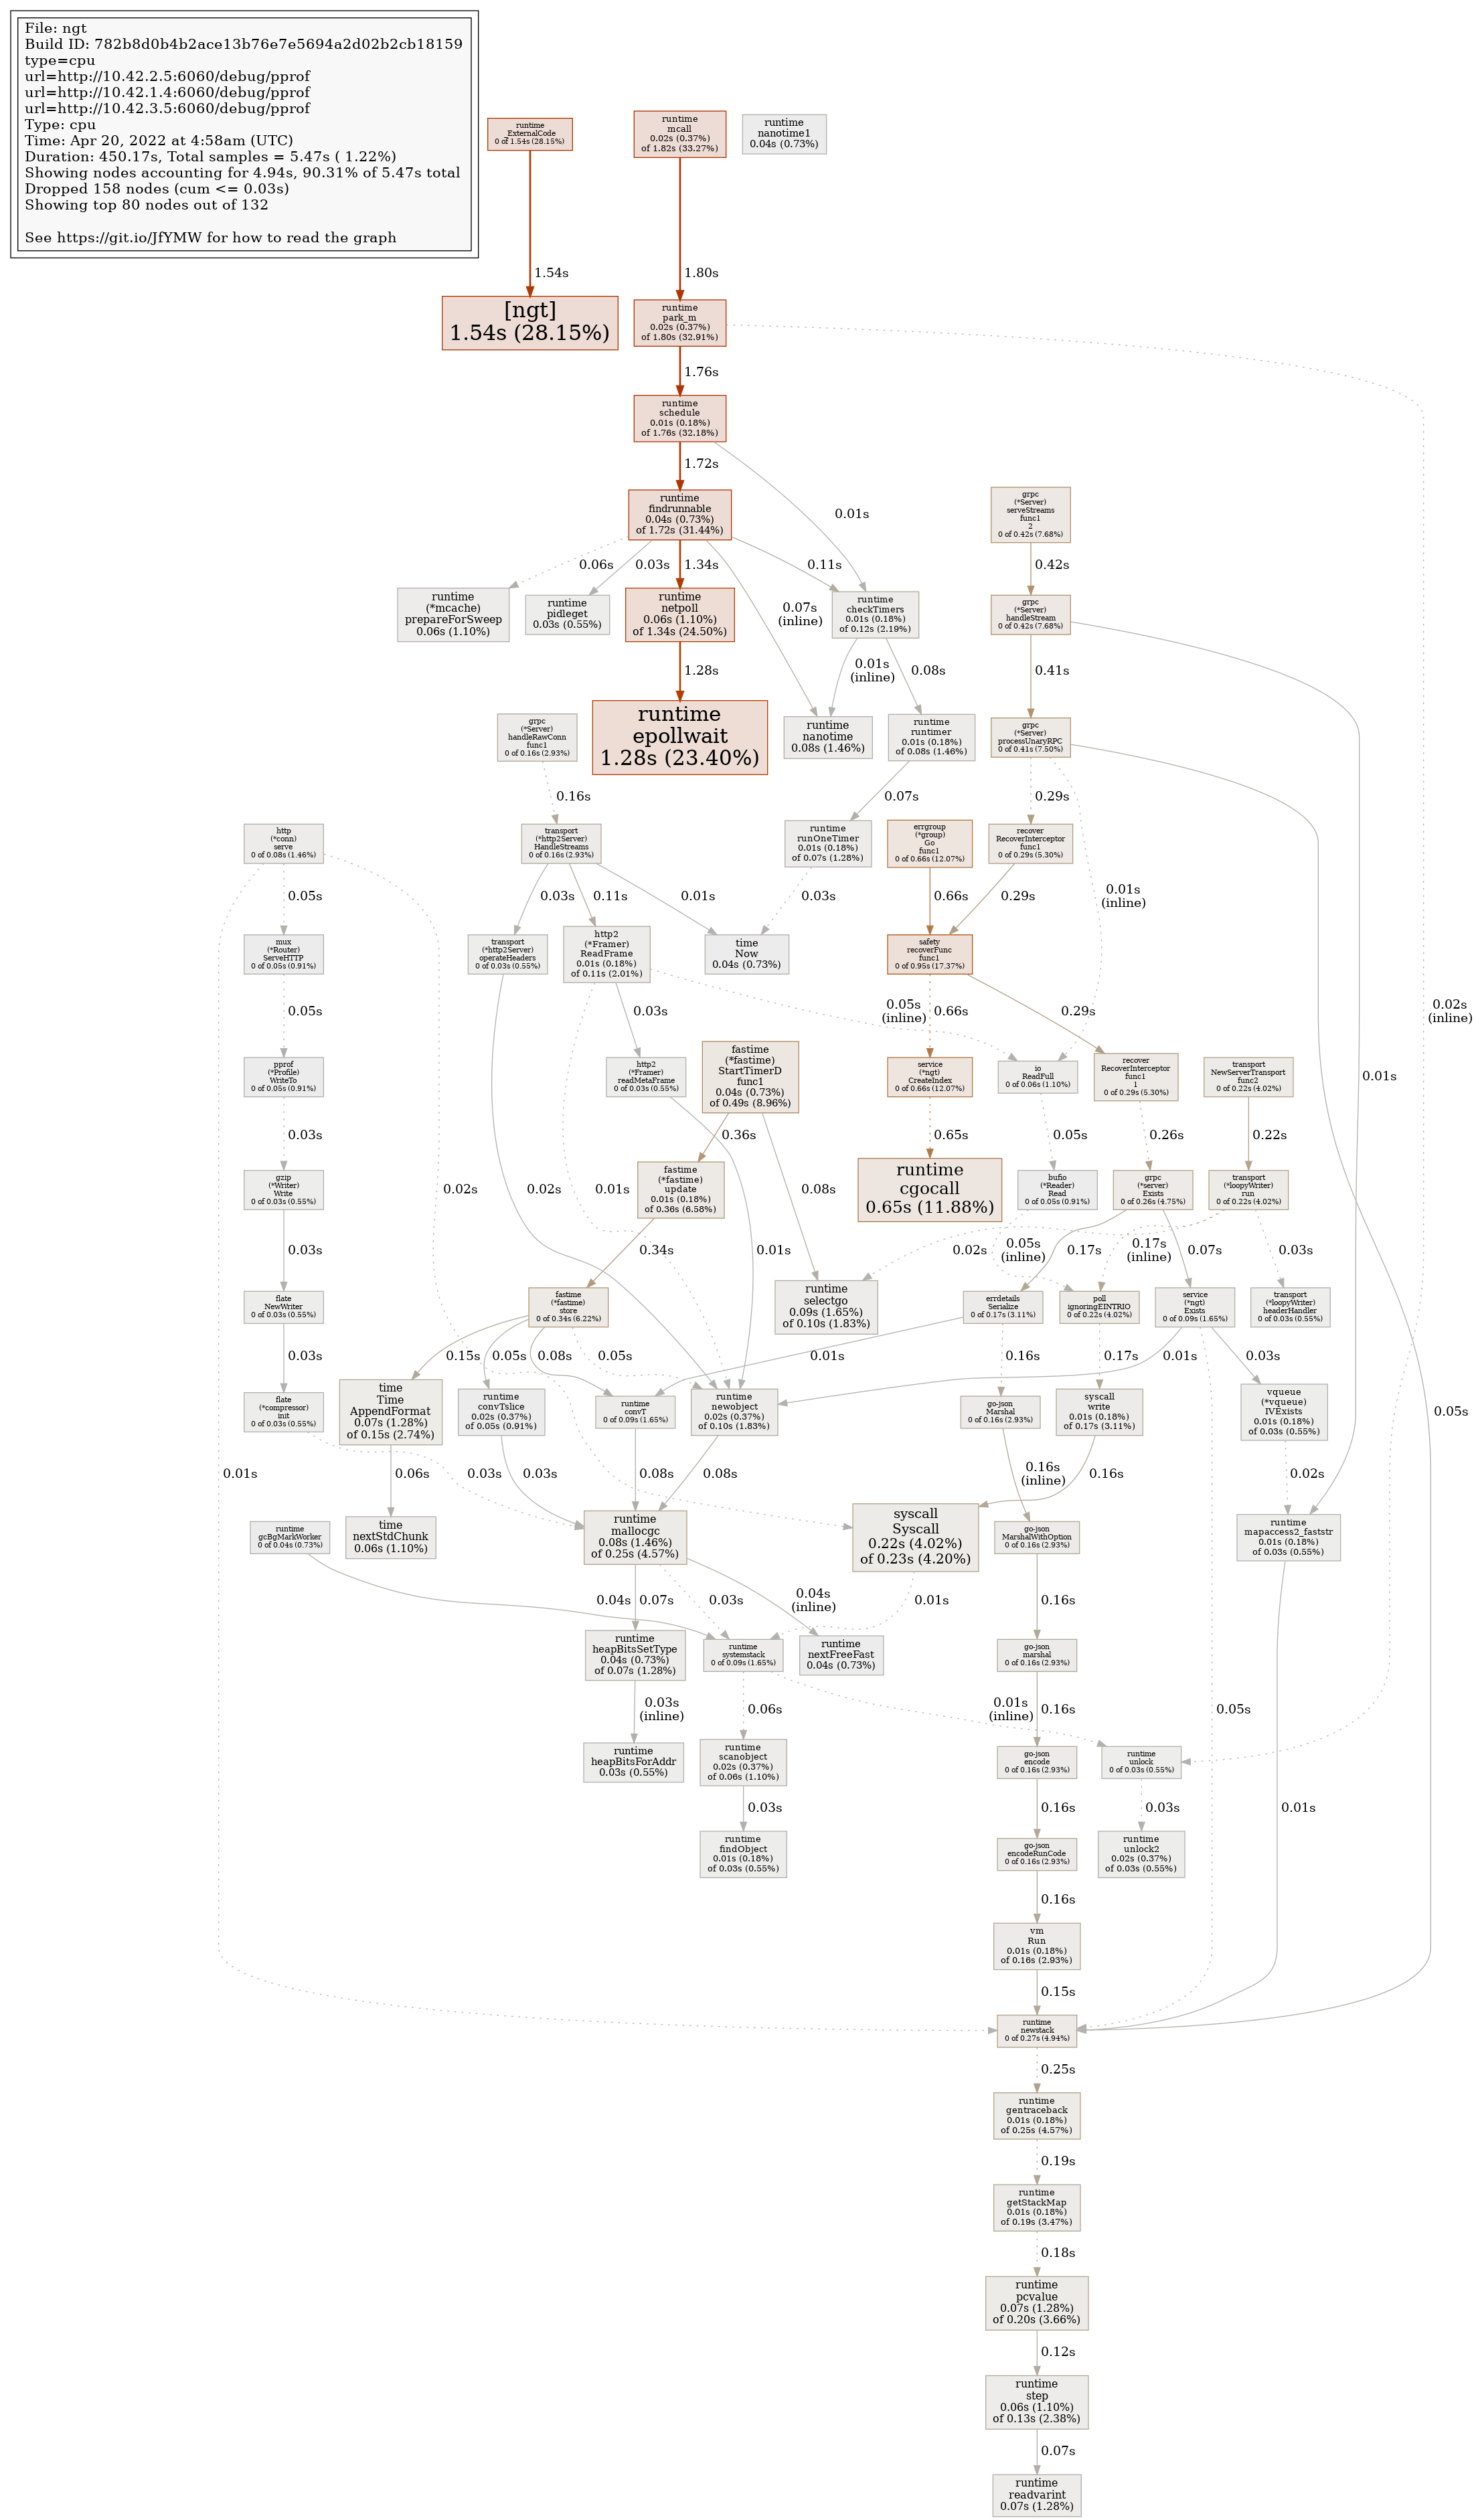 File: ngt
Build ID: 782b8d0b4b2ace13b76e7e5694a2d02b2cb18159
type=cpu
url=http://10.42.2.5:6060/debug/pprof
url=http://10.42.1.4:6060/debug/pprof
url=http://10.42.3.5:6060/debug/pprof
Type: cpu
Time: Apr 20, 2022 at 4:58am (UTC)
Duration: 450.17s, Total samples = 5.47s ( 1.22%)
Showing nodes accounting for 4.94s, 90.31% of 5.47s total
Dropped 158 nodes (cum <= 0.03s)
Showing top 80 nodes out of 132
See https://git.io/JfYMW for how to read the graph
runtime
_ExternalCode
0 of 1.54s (28.15%)
runtime
mcall
0.02s (0.37%)
of 1.82s (33.27%)
runtime
nanotime1
0.04s (0.73%)
1.54s
1.80s
[ngt]
1.54s (28.15%)
runtime
park_m
0.02s (0.37%)
of 1.80s (32.91%)
1.76s
runtime
schedule
0.01s (0.18%)
of 1.76s (32.18%)
1.72s
0.01s
runtime
findrunnable
0.04s (0.73%)
of 1.72s (31.44%)
grpc
(*Server)
serveStreams
func1
2
0 of 0.42s (7.68%)
0.06s
0.03s
1.34s
0.07s
(inline)
0.11s
0.42s
runtime
(*mcache)
prepareForSweep
0.06s (1.10%)
runtime
pidleget
0.03s (0.55%)
runtime
netpoll
0.06s (1.10%)
of 1.34s (24.50%)
runtime
checkTimers
0.01s (0.18%)
of 0.12s (2.19%)
grpc
(*Server)
handleStream
0 of 0.42s (7.68%)
1.28s
0.01s
(inline)
0.08s
0.41s
grpc
(*Server)
handleRawConn
func1
0 of 0.16s (2.93%)
runtime
epollwait
1.28s (23.40%)
runtime
nanotime
0.08s (1.46%)
runtime
runtimer
0.01s (0.18%)
of 0.08s (1.46%)
grpc
(*Server)
processUnaryRPC
0 of 0.41s (7.50%)
0.16s
0.07s
0.29s
http
(*conn)
serve
0 of 0.08s (1.46%)
transport
(*http2Server)
HandleStreams
0 of 0.16s (2.93%)
runtime
runOneTimer
0.01s (0.18%)
of 0.07s (1.28%)
errgroup
(*group)
Go
func1
0 of 0.66s (12.07%)
recover
RecoverInterceptor
func1
0 of 0.29s (5.30%)
0.05s
0.03s
0.11s
0.01s
0.03s
0.66s
0.29s
0.01s
(inline)
mux
(*Router)
ServeHTTP
0 of 0.05s (0.91%)
transport
(*http2Server)
operateHeaders
0 of 0.03s (0.55%)
http2
(*Framer)
ReadFrame
0.01s (0.18%)
of 0.11s (2.01%)
time
Now
0.04s (0.73%)
safety
recoverFunc
func1
0 of 0.95s (17.37%)
0.05s
0.03s
0.05s
(inline)
0.66s
0.29s
0.02s
(inline)
0.01s
pprof
(*Profile)
WriteTo
0 of 0.05s (0.91%)
http2
(*Framer)
readMetaFrame
0 of 0.03s (0.55%)
fastime
(*fastime)
StartTimerD
func1
0.04s (0.73%)
of 0.49s (8.96%)
service
(*ngt)
CreateIndex
0 of 0.66s (12.07%)
io
ReadFull
0 of 0.06s (1.10%)
recover
RecoverInterceptor
func1
1
0 of 0.29s (5.30%)
transport
NewServerTransport
func2
0 of 0.22s (4.02%)
0.03s
0.36s
0.65s
0.05s
0.26s
0.22s
gzip
(*Writer)
Write
0 of 0.03s (0.55%)
0.02s
0.02s
0.01s
fastime
(*fastime)
update
0.01s (0.18%)
of 0.36s (6.58%)
0.08s
runtime
cgocall
0.65s (11.88%)
bufio
(*Reader)
Read
0 of 0.05s (0.91%)
grpc
(*server)
Exists
0 of 0.26s (4.75%)
transport
(*loopyWriter)
run
0 of 0.22s (4.02%)
0.03s
0.34s
0.01s
0.02s
0.05s
(inline)
0.17s
0.17s
(inline)
0.07s
0.03s
flate
NewWriter
0 of 0.03s (0.55%)
fastime
(*fastime)
store
0 of 0.34s (6.22%)
runtime
selectgo
0.09s (1.65%)
of 0.10s (1.83%)
errdetails
Serialize
0 of 0.17s (3.11%)
poll
ignoringEINTRIO
0 of 0.22s (4.02%)
service
(*ngt)
Exists
0 of 0.09s (1.65%)
transport
(*loopyWriter)
headerHandler
0 of 0.03s (0.55%)
0.03s
0.15s
0.05s
0.08s
0.05s
0.01s
0.16s
0.17s
0.01s
0.03s
flate
(*compressor)
init
0 of 0.03s (0.55%)
time
Time
AppendFormat
0.07s (1.28%)
of 0.15s (2.74%)
runtime
convTslice
0.02s (0.37%)
of 0.05s (0.91%)
runtime
convT
0 of 0.09s (1.65%)
runtime
newobject
0.02s (0.37%)
of 0.10s (1.83%)
go-json
Marshal
0 of 0.16s (2.93%)
syscall
write
0.01s (0.18%)
of 0.17s (3.11%)
vqueue
(*vqueue)
IVExists
0.01s (0.18%)
of 0.03s (0.55%)
0.05s
0.01s
0.06s
0.03s
0.03s
0.08s
0.08s
0.16s
(inline)
0.16s
0.02s
runtime
gcBgMarkWorker
0 of 0.04s (0.73%)
time
nextStdChunk
0.06s (1.10%)
runtime
mallocgc
0.08s (1.46%)
of 0.25s (4.57%)
syscall
Syscall
0.22s (4.02%)
of 0.23s (4.20%)
go-json
MarshalWithOption
0 of 0.16s (2.93%)
runtime
mapaccess2_faststr
0.01s (0.18%)
of 0.03s (0.55%)
0.04s
0.07s
0.03s
0.04s
(inline)
0.01s
0.16s
runtime
heapBitsSetType
0.04s (0.73%)
of 0.07s (1.28%)
runtime
systemstack
0 of 0.09s (1.65%)
runtime
nextFreeFast
0.04s (0.73%)
go-json
marshal
0 of 0.16s (2.93%)
0.03s
(inline)
0.06s
0.01s
(inline)
0.16s
0.05s
runtime
heapBitsForAddr
0.03s (0.55%)
runtime
scanobject
0.02s (0.37%)
of 0.06s (1.10%)
go-json
encode
0 of 0.16s (2.93%)
runtime
unlock
0 of 0.03s (0.55%)
0.03s
0.16s
0.03s
0.01s
runtime
findObject
0.01s (0.18%)
of 0.03s (0.55%)
go-json
encodeRunCode
0 of 0.16s (2.93%)
runtime
unlock2
0.02s (0.37%)
of 0.03s (0.55%)
0.16s
vm
Run
0.01s (0.18%)
of 0.16s (2.93%)
0.15s
runtime
newstack
0 of 0.27s (4.94%)
0.25s
runtime
gentraceback
0.01s (0.18%)
of 0.25s (4.57%)
0.19s
runtime
getStackMap
0.01s (0.18%)
of 0.19s (3.47%)
0.18s
runtime
pcvalue
0.07s (1.28%)
of 0.20s (3.66%)
0.12s
runtime
step
0.06s (1.10%)
of 0.13s (2.38%)
0.07s
runtime
readvarint
0.07s (1.28%)